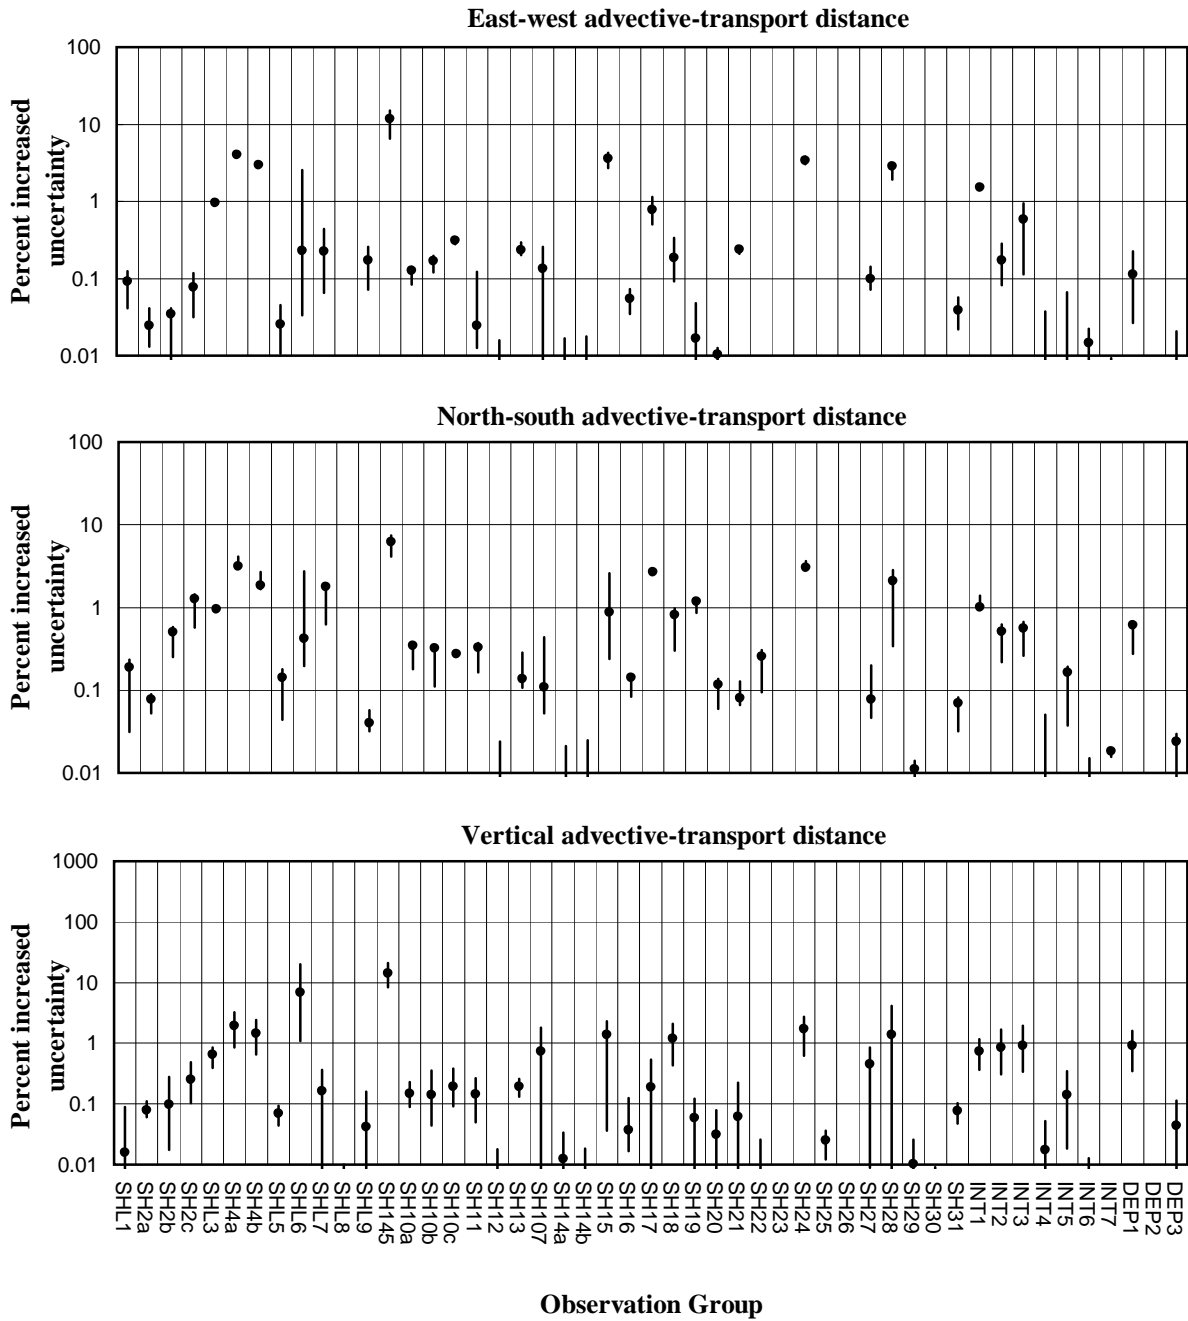 East-west advective-transport distance
Percent increased
uncertainty
100
10
1
0.1
0.01
North-south advective-transport distance
Percent increased
uncertainty
100
10
1
0.1
0.01
Vertical advective-transport distance
Percent increased
uncertainty
1000
100
10
1
0.1
0.01
SHL1
SH2a
SH2b
SH2c
SHL3
SH4a
SH4b
SHL5
SHL6
SHL7
SHL8
SHL9
SH145
SH10a
SH10b
SH10c
SH11
SH12
SH13
SH107
SH14a
SH14b
SH15
SH16
SH17
SH18
SH19
SH20
SH21
SH22
SH23
SH24
SH25
SH26
SH27
SH28
SH29
SH30
SH31
INT1
INT2
INT3
INT4
INT5
INT6
INT7
DEP1
DEP2
DEP3
Observation Group